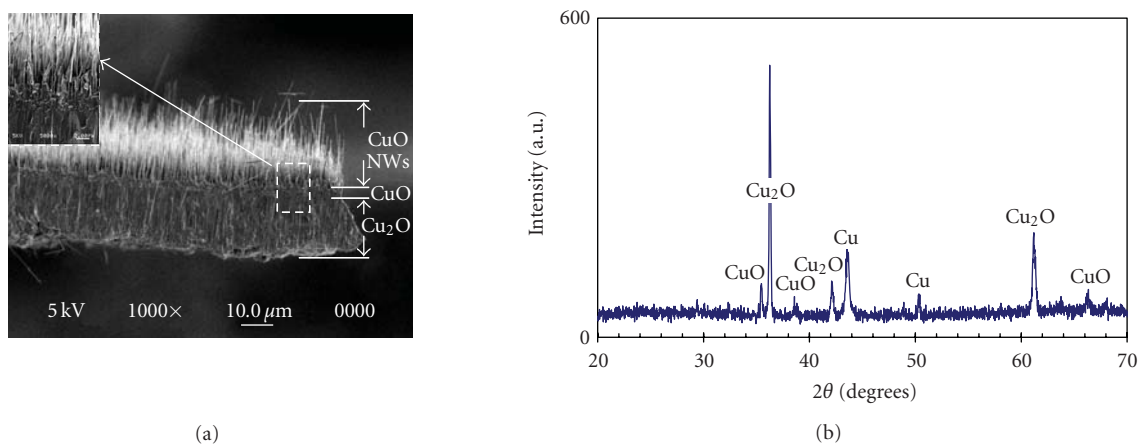 CuO
NWs
CuO
Cu₂O
5 kV 1000× 10.0 μm 0000
(a)
600
Intensity (a.u.)
0
20 30 40 50 60 70
2θ (degrees)
CuO
Cu₂O
CuO
Cu₂O
Cu
Cu
Cu₂O
CuO
(b)